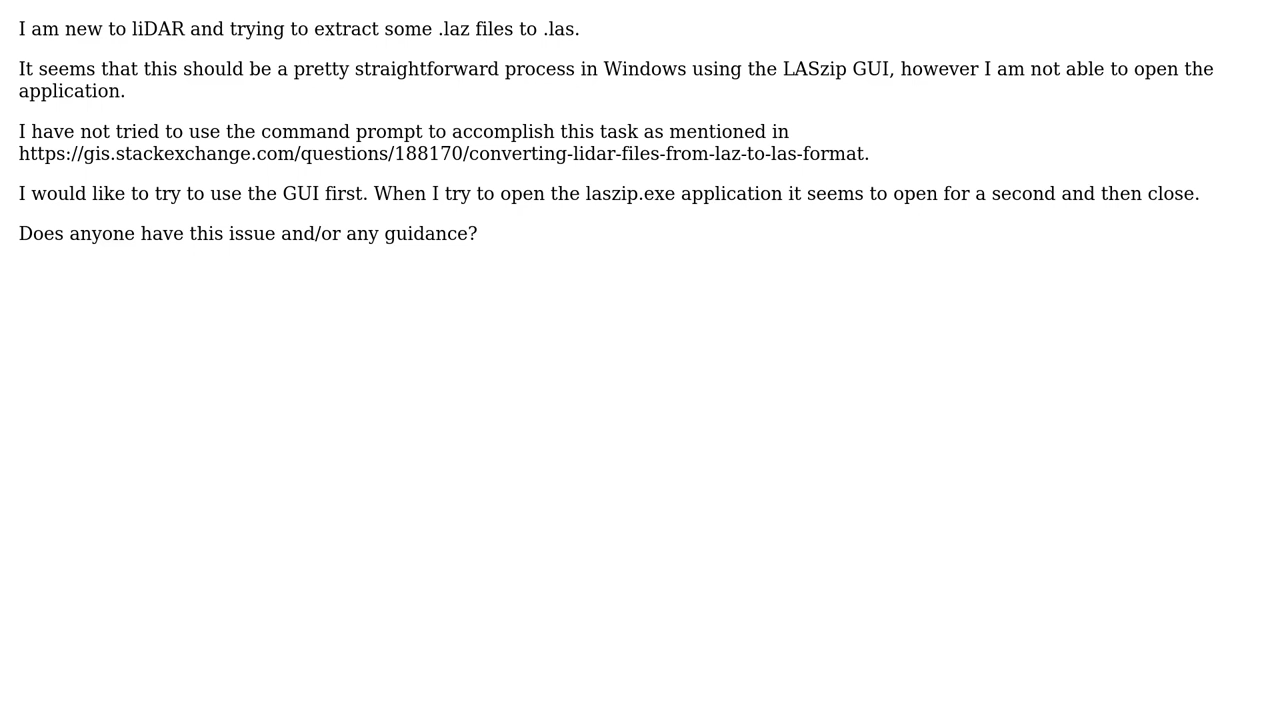 I am new to liDAR and trying to extract some .laz files to .las.
It seems that this should be a pretty straightforward process in Windows using the LASzip GUI, however I am not able to open the
application.
I have not tried to use the command prompt to accomplish this task as mentioned in
https://gis.stackexchange.com/questions/188170/converting-lidar-files-from-laz-to-las-format.
I would like to try to use the GUI first. When I try to open the laszip.exe application it seems to open for a second and then close.
Does anyone have this issue and/or any guidance?